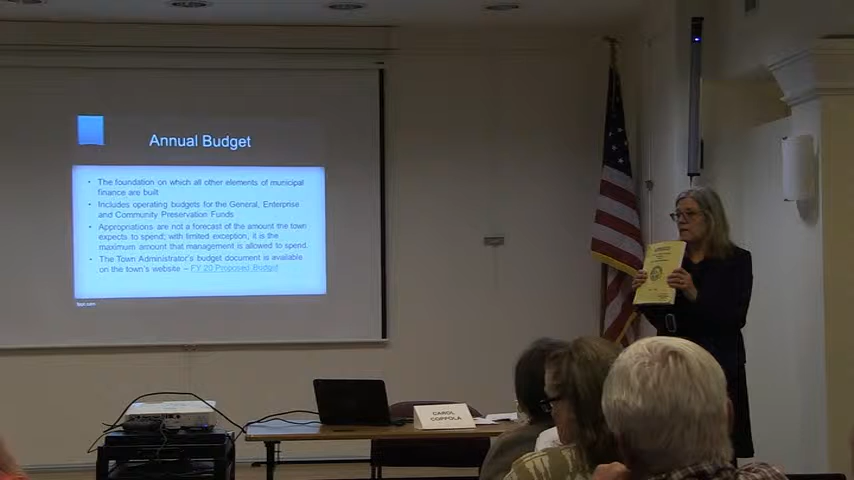 Annual Budget
• The foundation on which all other elements of municipal
finance are built
• Includes operating budgets for the General, Enterprise
and Community Preservation Funds
• Appropriations are not a forecast of the amount the town
expects to spend; with limited exception, it is the
maximum amount that management is allowed to spend.
• The Town Administrator's budget document is available
on the town's website – FY 20 Proposed Budget
CAROL
COPPOLA